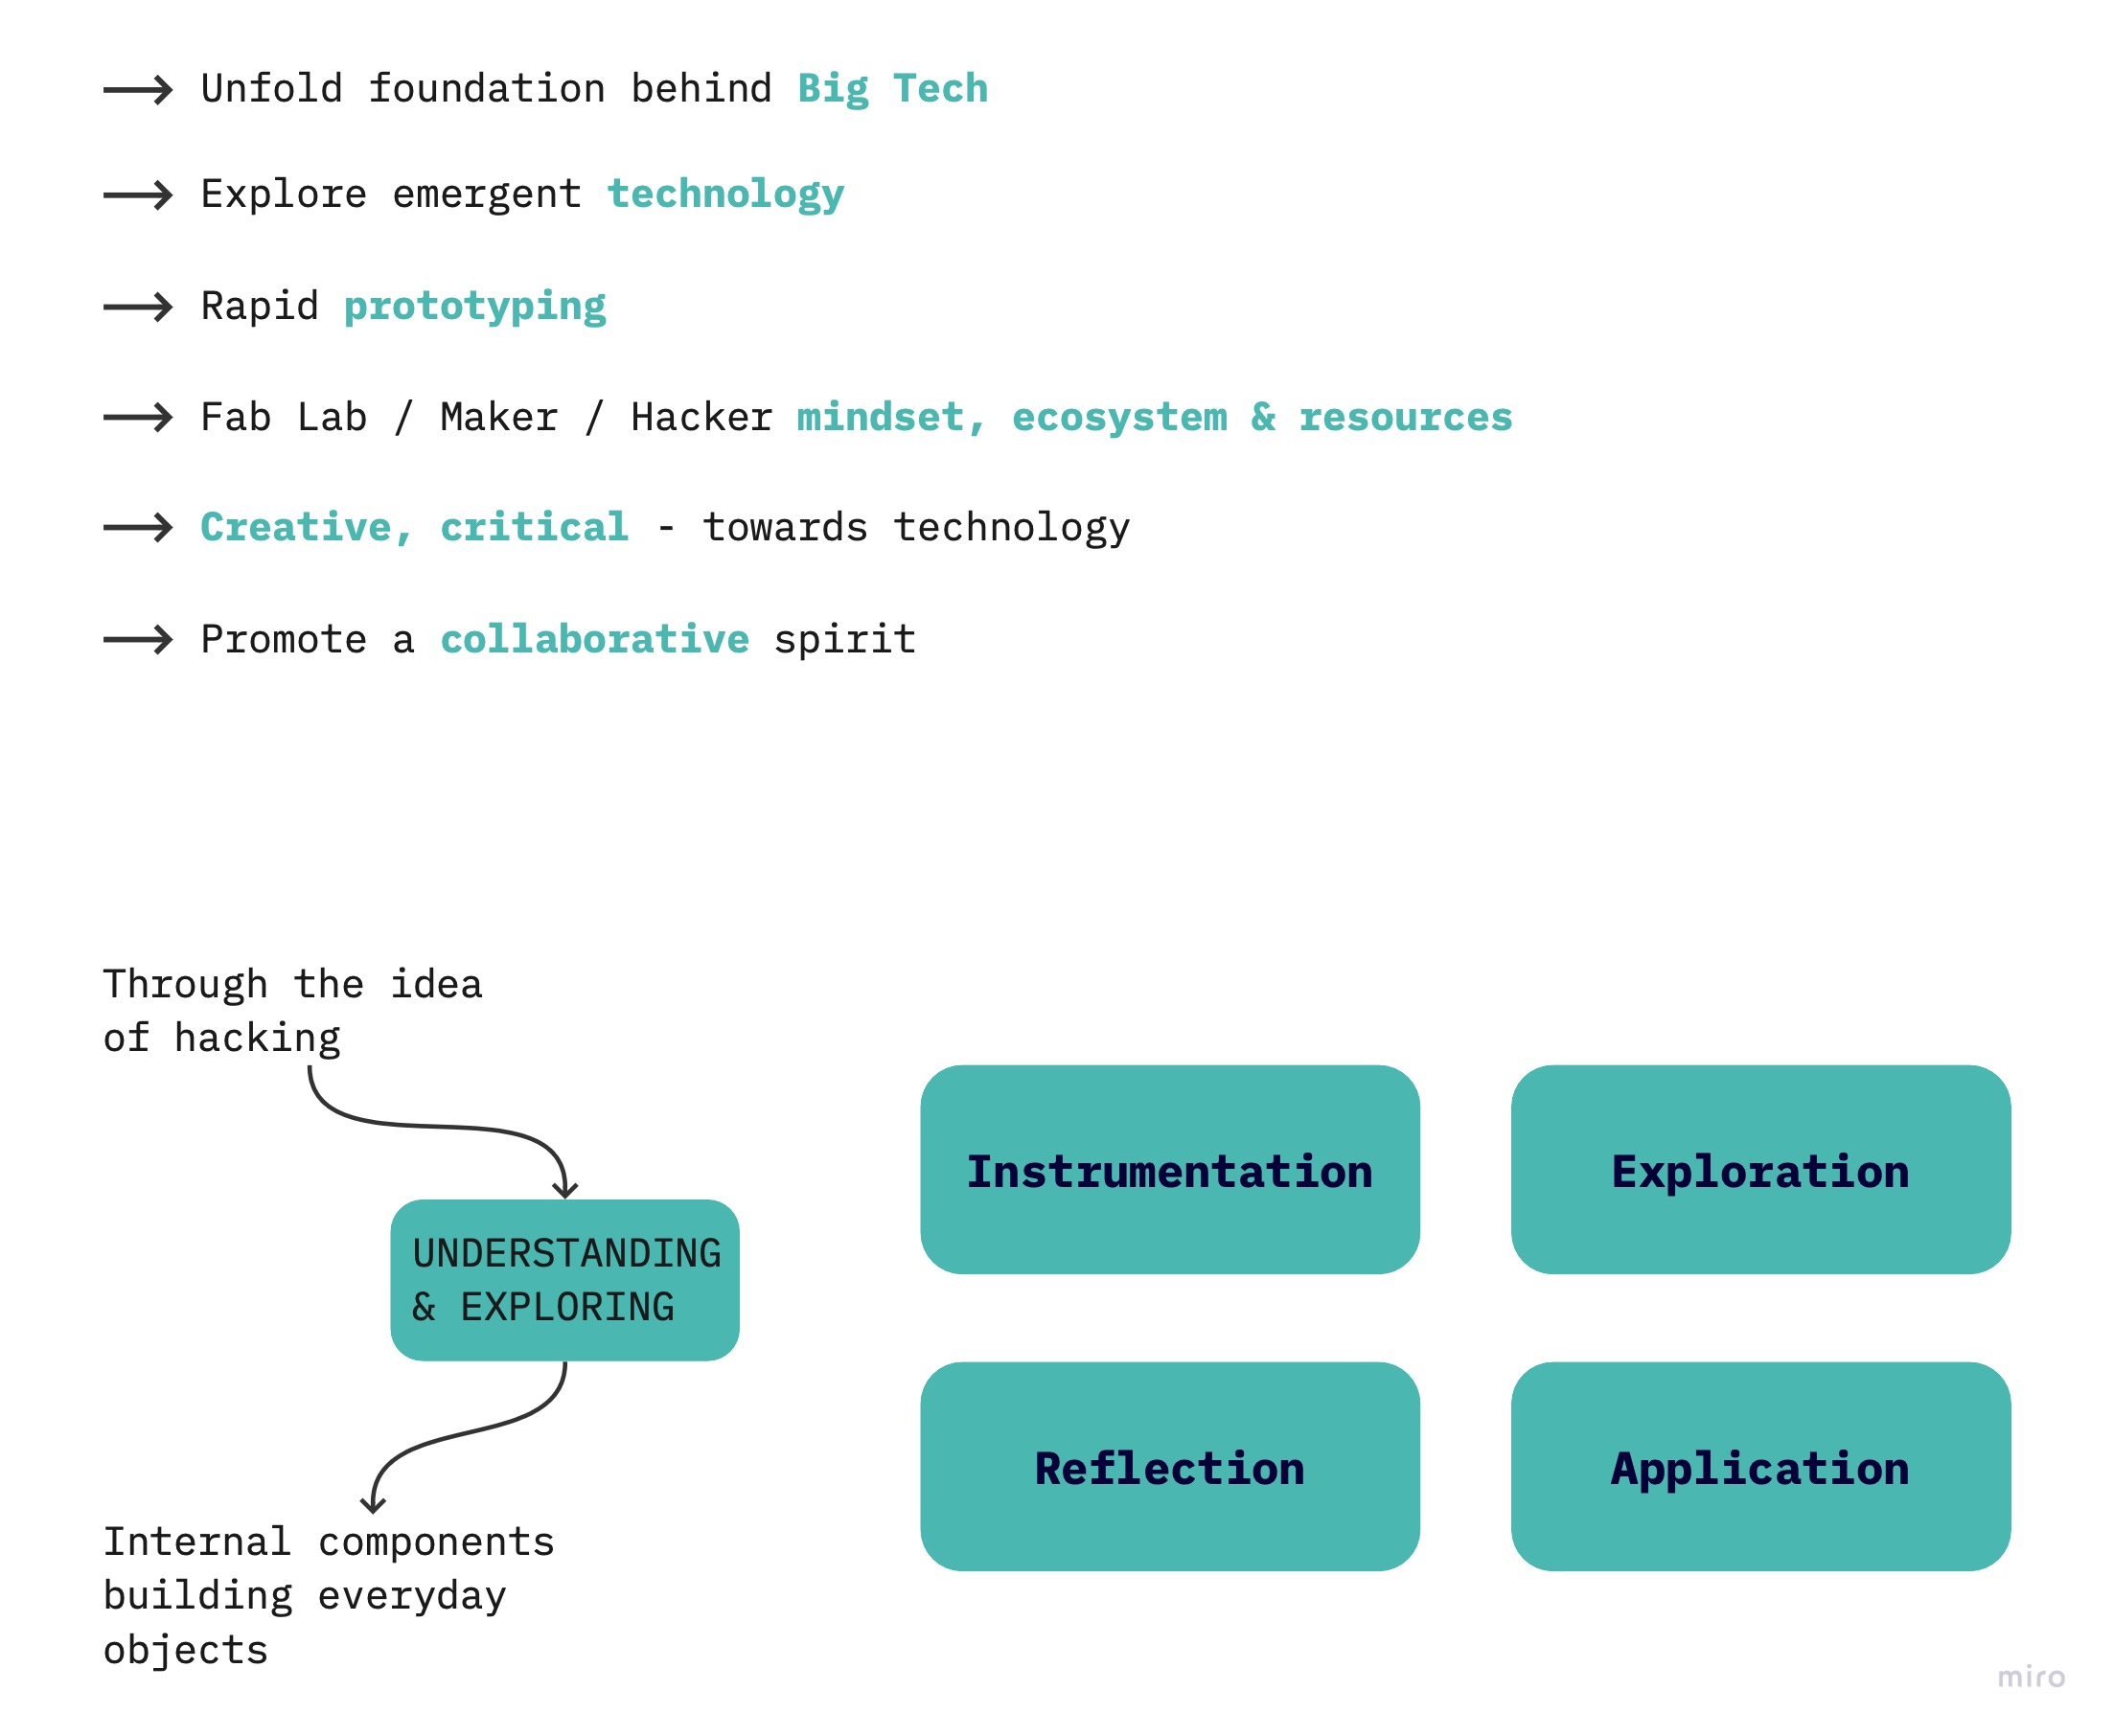 Unfold foundation behind Big Tech
Explore emergent technology
Rapid prototyping
Fab Lab / Maker / Hacker mindset, ecosystem & resources
Creative, critical - towards technology
Promote a collaborative spirit
Through the idea
of hacking
UNDERSTANDING
& EXPLORING
Internal components
building everyday
objects
Instrumentation
Exploration
Reflection
Application
miro